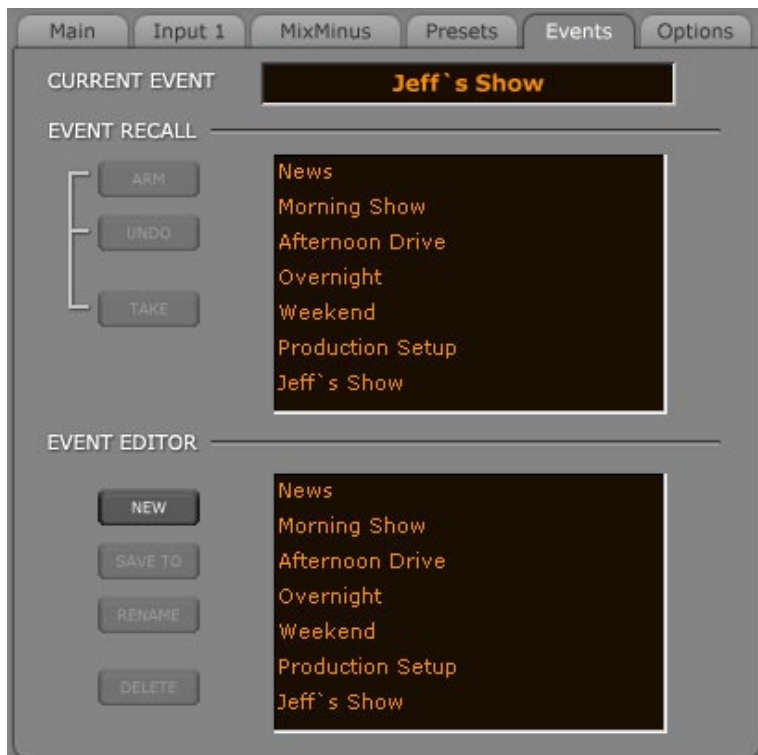 Main Input 1 MixMinus Presets Events Options
CURRENT EVENT Jeff`s Show
EVENT RECALL
ARM
UNDO
TAKE
News
Morning Show
Afternoon Drive
Overnight
Weekend
Production Setup
Jeff`s Show
EVENT EDITOR
NEW
SAVE TO
RENAME
DELETE
News
Morning Show
Afternoon Drive
Overnight
Weekend
Production Setup
Jeff`s Show